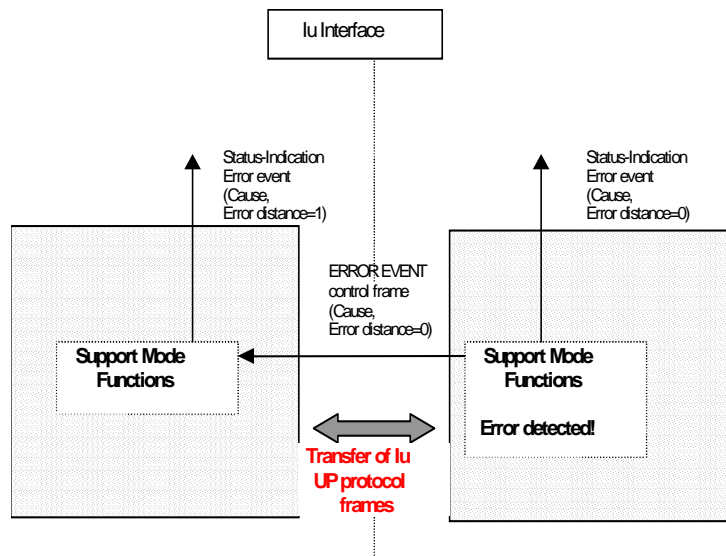 Iu Interface
Status-Indication
Error event
(Cause,
Error distance=1)
Status-Indication
Error event
(Cause,
Error distance=0)
ERROR EVENT
control frame
(Cause,
Error distance=0)
Support Mode
Functions
Support Mode
Functions
Error detected!
Transfer of Iu
UP protocol
frames